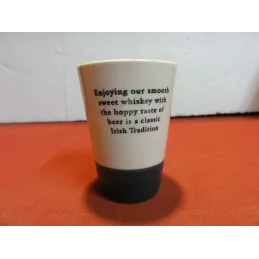 Enjoying our smooth
sweet whiskey with
the hoppy taste of
beer is a classic
Irish Tradition